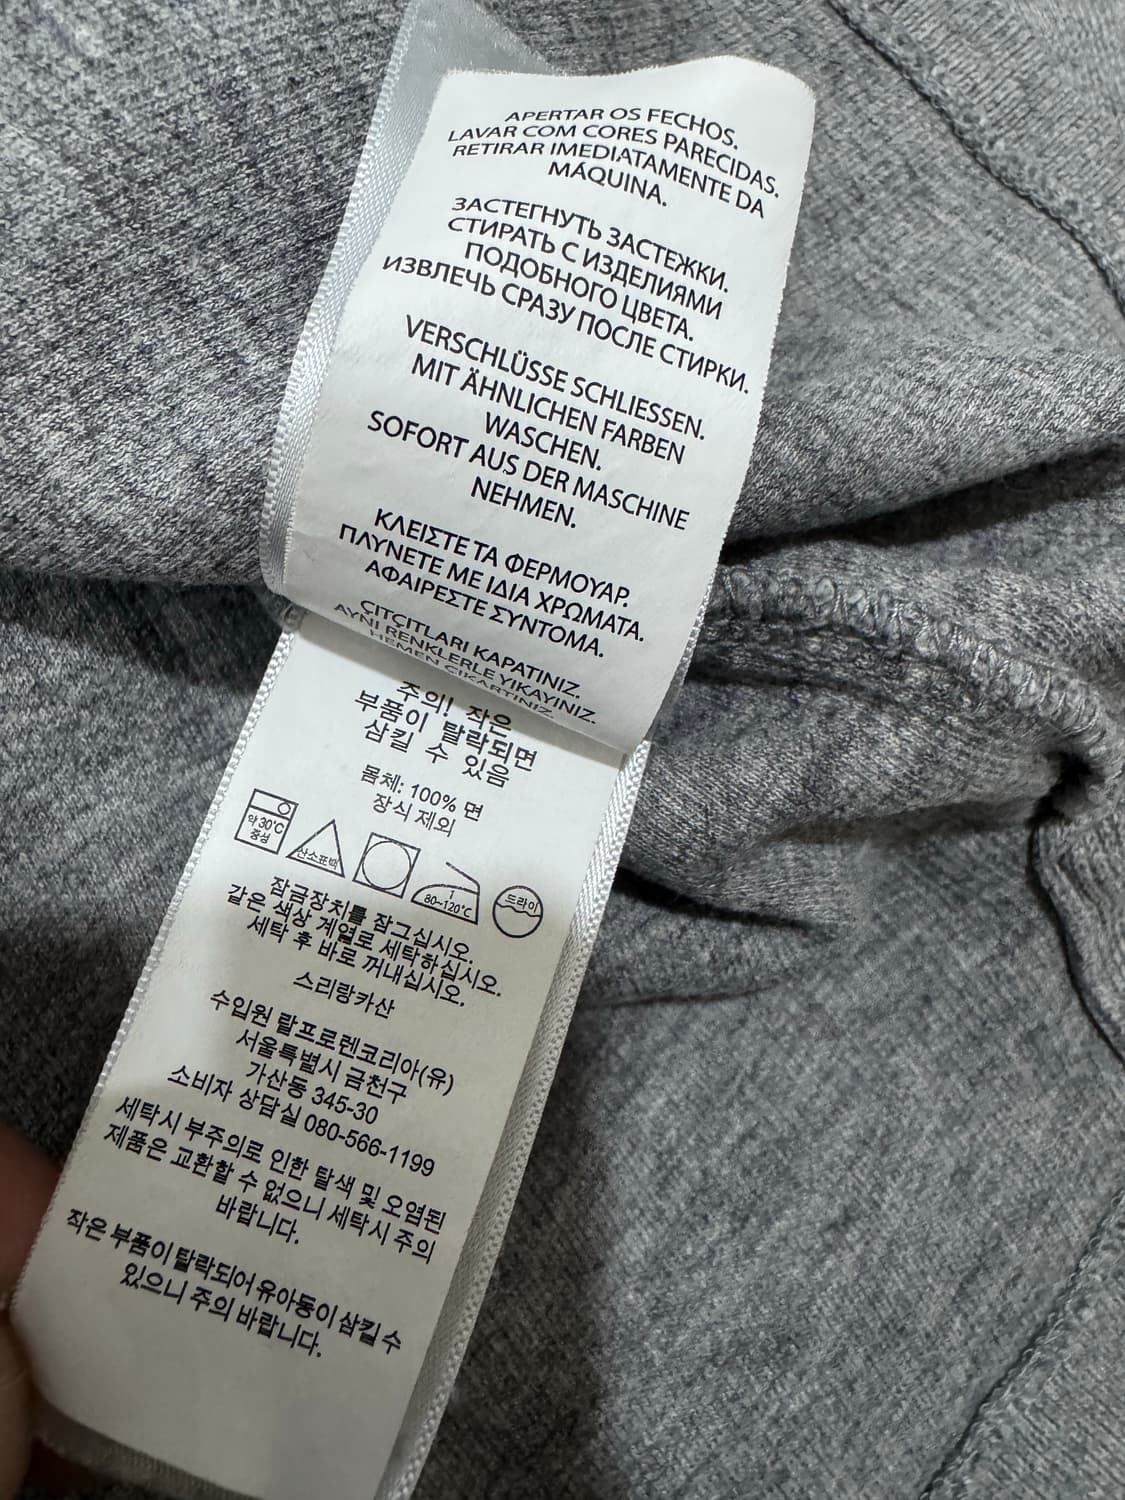 APERTAR OS FECHOS.
LAVAR COM CORES PARECIDAS.
RETIRAR IMEDIATAMENTE DA
MÁQUINA.
ЗАСТЕГНУТЬ ЗАСТЕЖКИ.
СТИРАТЬ С ИЗДЕЛИЯМИ
ПОДОБНОГО ЦВЕТА.
ИЗВЛЕЧЬ СРАЗУ ПОСЛЕ СТИРКИ.
VERSCHLÜSSE SCHLIESSEN.
MIT ÄHNLICHEN FARBEN
WASCHEN.
SOFORT AUS DER MASCHINE
NEHMEN.
ΚΛΕΙΣΤΕ ΤΑ ΦΕΡΜΟΥΑΡ.
ΠΛΥΝΕΤΕ ΜΕ ΙΔΙΑ ΧΡΩΜΑΤΑ.
ΑΦΑΙΡΕΣΤΕ ΣΥΝΤΟΜΑ.
ÇITÇITLARI KAPATINIZ.
AYNI RENKLERLE YIKAYINIZ.
HEMEN ÇIKARTINIZ.
주의! 작은
부품이 탈락되면
삼킬 수 있음
몸체: 100% 면
장식 제외
약 30℃
중성
산소표백
1
80~120℃
드라이
잠금장치를 잠그십시오.
같은 색상 계열로 세탁하십시오.
세탁 후 바로 꺼내십시오.
스리랑카산
수입원 랄프로렌코리아(유)
서울특별시 금천구
가산동 345-30
소비자 상담실 080-566-1199
세탁시 부주의로 인한 탈색 및 오염된
제품은 교환할 수 없으니 세탁시 주의
바랍니다.
작은 부품이 탈락되어 유아동이 삼킬 수
있으니 주의 바랍니다.